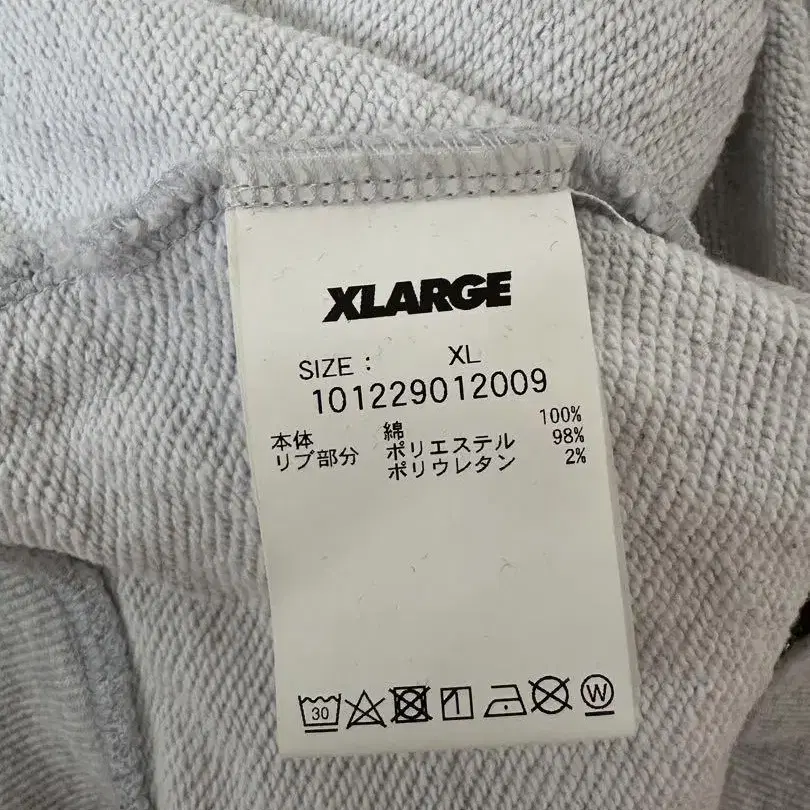 XLARGE
SIZE : XL
101229012009
本体 綿 100%
リブ部分 ポリエステル 98%
ポリウレタン 2%
30 W